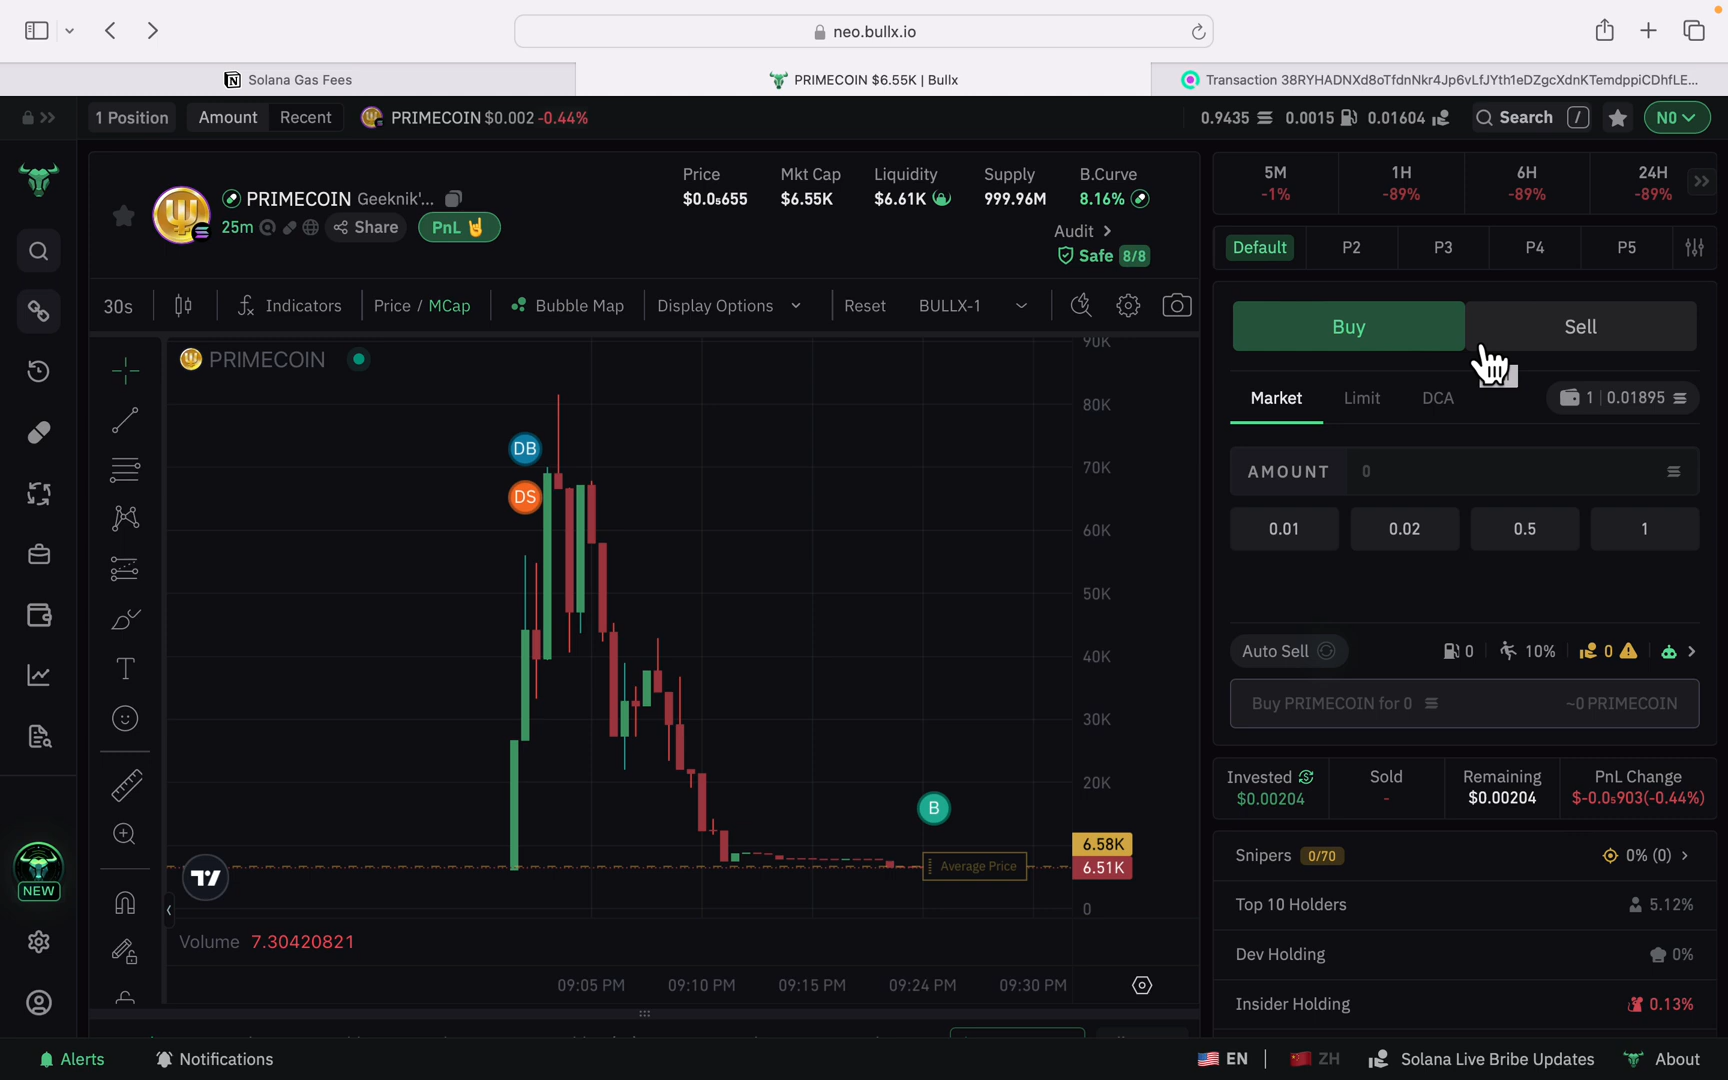 neo.bullx.io
Solana Gas Fees
PRIMECOIN $6.55K | Bullx
Transaction 38RYHADNXd8oTfdnNkr4Jp6vLfJYth1eDZgcXdnKTemdppiCDhfLE...
1 Position
Amount
Recent
PRIMECOIN $0.002 -0.44%
0.9435
0.0015
0.01604
Search
/
N0
PRIMECOIN Geeknik'...
25m
Share
PnL 🤘
Price
$0.0₅655
Mkt Cap
$6.55K
Liquidity
$6.61K
Supply
999.96M
B.Curve
8.16%
Audit >
Safe 8/8
5M
-1%
1H
-89%
6H
-89%
24H
-89%
Default
P2
P3
P4
P5
30s
Indicators
Price / MCap
Bubble Map
Display Options
Reset
BULLX-1
Buy
Sell
Market
Limit
DCA
1 | 0.01895
AMOUNT
0
0.01
0.02
0.5
1
Auto Sell
0
10%
0
Buy PRIMECOIN for 0
~0 PRIMECOIN
Invested
$0.00204
Sold
-
Remaining
$0.00204
PnL Change
$-0.0₅903(-0.44%)
Snipers 0/70
0% (0)
Top 10 Holders
5.12%
Dev Holding
0%
Insider Holding
0.13%
PRIMECOIN
DB
DS
B
Average Price
90K
80K
70K
60K
50K
40K
30K
20K
6.58K
6.51K
0
Volume 7.30420821
09:05 PM
09:10 PM
09:15 PM
09:24 PM
09:30 PM
NEW
Alerts
Notifications
EN
ZH
Solana Live Bribe Updates
About